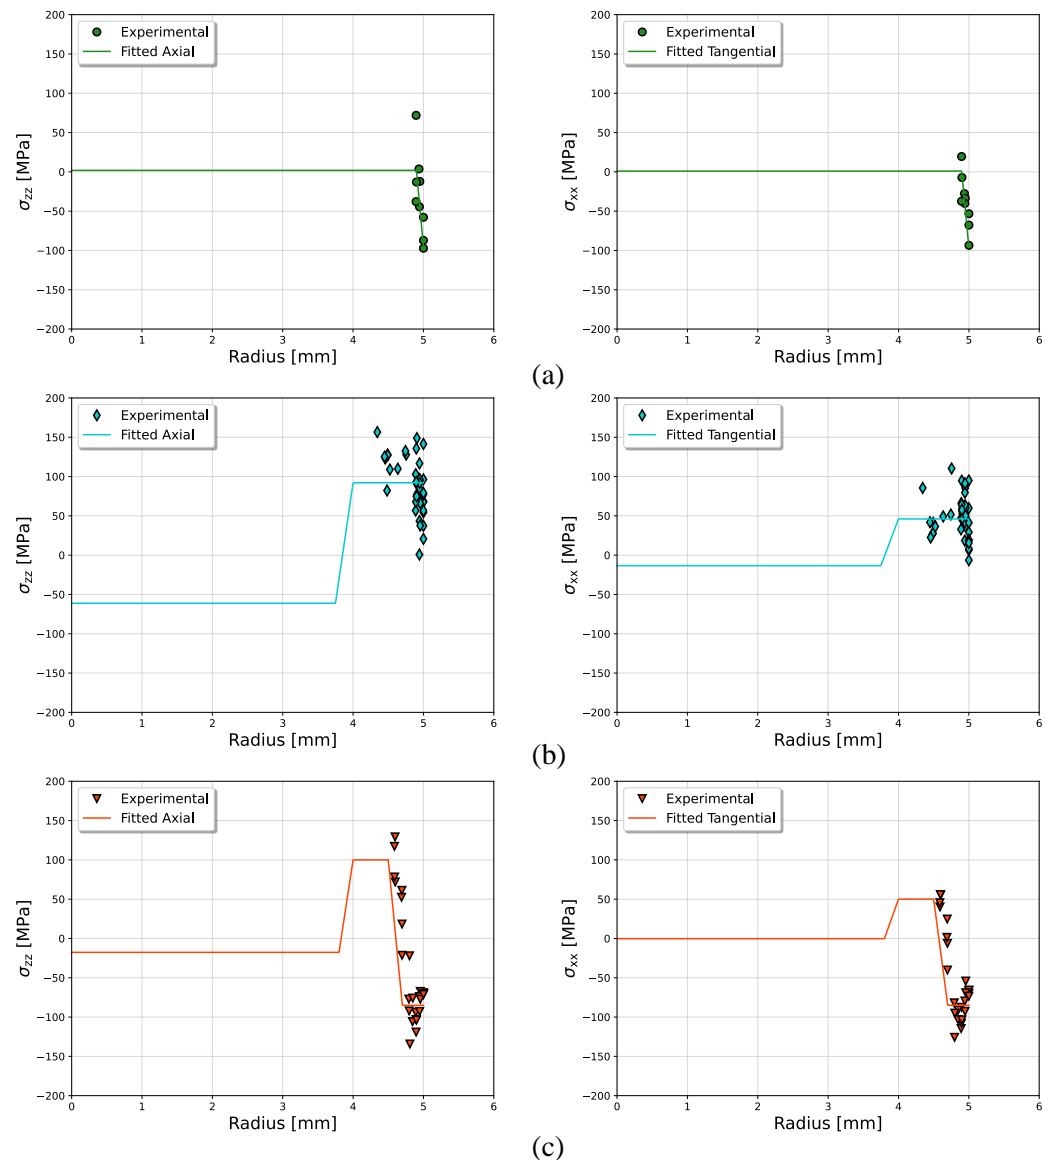 200
150
100
50
0
−50
−100
−150
−200
0 1 2 3 4 5 6
σzz [MPa]
Radius [mm]
Experimental
Fitted Axial
200
150
100
50
0
−50
−100
−150
−200
0 1 2 3 4 5 6
σxx [MPa]
Radius [mm]
Experimental
Fitted Tangential
(a)
200
150
100
50
0
−50
−100
−150
−200
0 1 2 3 4 5 6
σzz [MPa]
Radius [mm]
Experimental
Fitted Axial
200
150
100
50
0
−50
−100
−150
−200
0 1 2 3 4 5 6
σxx [MPa]
Radius [mm]
Experimental
Fitted Tangential
(b)
200
150
100
50
0
−50
−100
−150
−200
0 1 2 3 4 5 6
σzz [MPa]
Radius [mm]
Experimental
Fitted Axial
200
150
100
50
0
−50
−100
−150
−200
0 1 2 3 4 5 6
σxx [MPa]
Radius [mm]
Experimental
Fitted Tangential
(c)